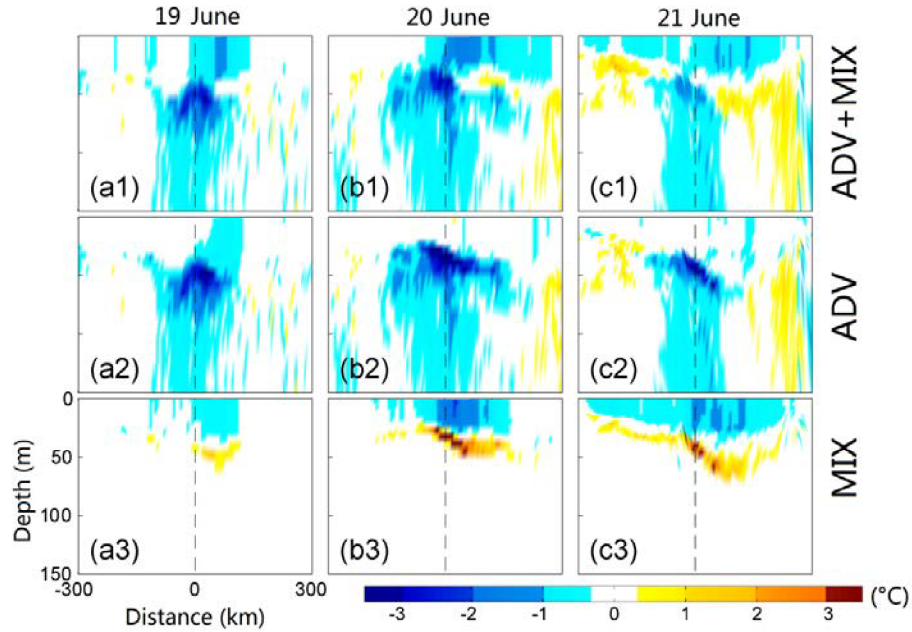 19 June 20 June 21 June
(a1) (b1) (c1) ADV+MIX
(a2) (b2) (c2) ADV
0
50
100
150
Depth (m)
(a3) (b3) (c3) MIX
-300 0 300
Distance (km)
-3 -2 -1 0 1 2 3 (°C)